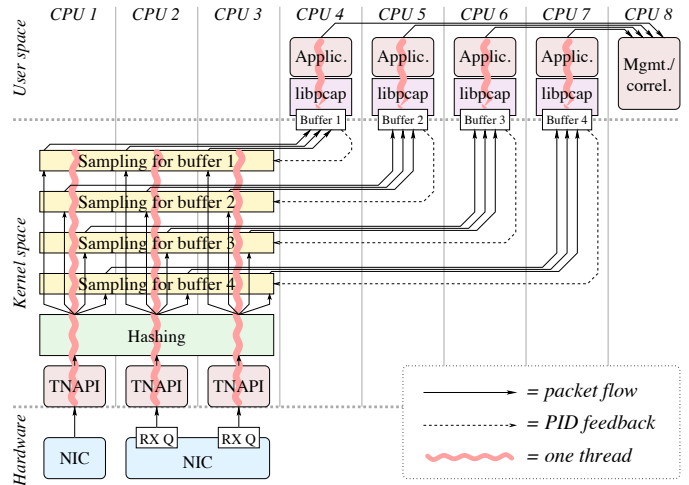 CPU 1 CPU 2 CPU 3 CPU 4 CPU 5 CPU 6 CPU 7 CPU 8
User space
Applic. Applic. Applic. Applic. Mgmt./
correl.
libpcap libpcap libpcap libpcap
Buffer 1 Buffer 2 Buffer 3 Buffer 4
Kernel space
Sampling for buffer 1
Sampling for buffer 2
Sampling for buffer 3
Sampling for buffer 4
Hashing
TNAPI TNAPI TNAPI
Hardware
RX Q RX Q
NIC NIC
= packet flow
= PID feedback
= one thread